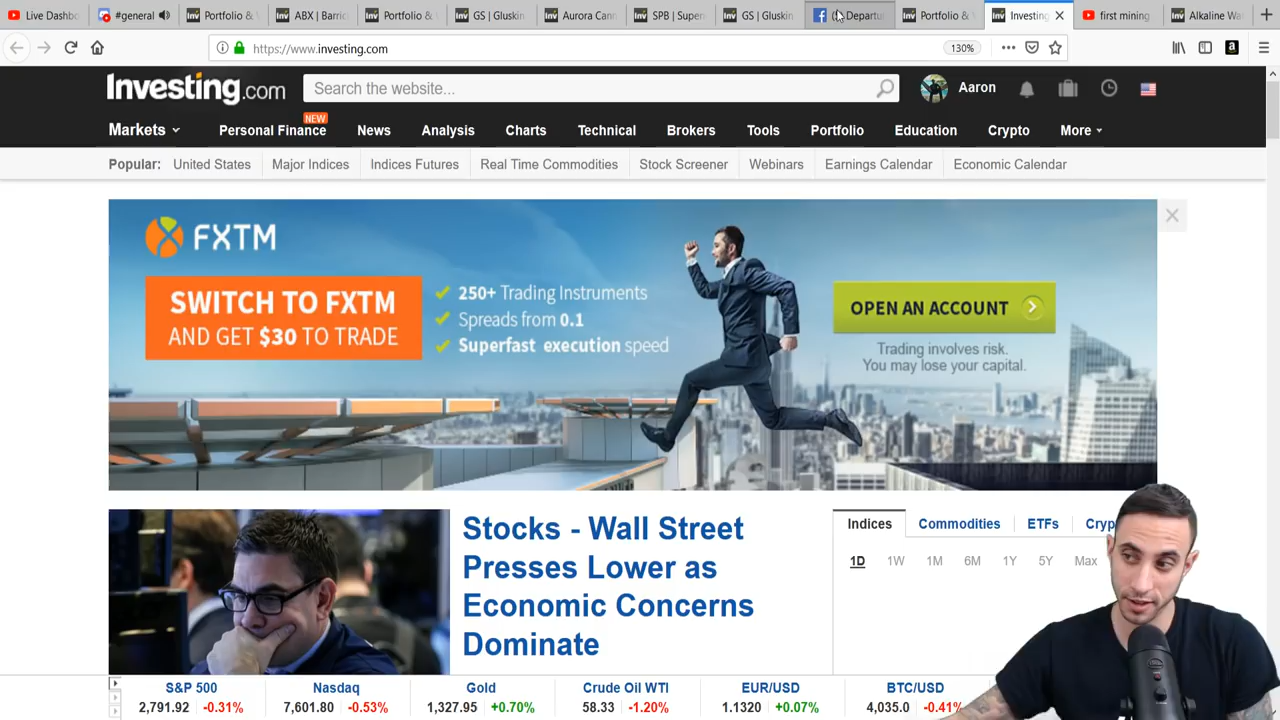 Live Dashbo
#general
Portfolio &
ABX | Barric
Portfolio &
GS | Gluskin
Aurora Cann
SPB | Super
GS | Gluskin
Departu
Portfolio &
Investing
first mining
Alkaline Wa
https://www.investing.com
130%
Investing.com
Search the website...
Aaron
NEW
Markets
Personal Finance
News
Analysis
Charts
Technical
Brokers
Tools
Portfolio
Education
Crypto
More
Popular:
United States
Major Indices
Indices Futures
Real Time Commodities
Stock Screener
Webinars
Earnings Calendar
Economic Calendar
FXTM
SWITCH TO FXTM
AND GET $30 TO TRADE
250+ Trading Instruments
Spreads from 0.1
Superfast execution speed
OPEN AN ACCOUNT
Trading involves risk.
You may lose your capital.
Stocks - Wall Street
Presses Lower as
Economic Concerns
Dominate
Indices
Commodities
ETFs
Cryp
1D
1W
1M
6M
1Y
5Y
Max
S&P 500
2,791.92 -0.31%
Nasdaq
7,601.80 -0.53%
Gold
1,327.95 +0.70%
Crude Oil WTI
58.33 -1.20%
EUR/USD
1.1320 +0.07%
BTC/USD
4,035.0 -0.41%